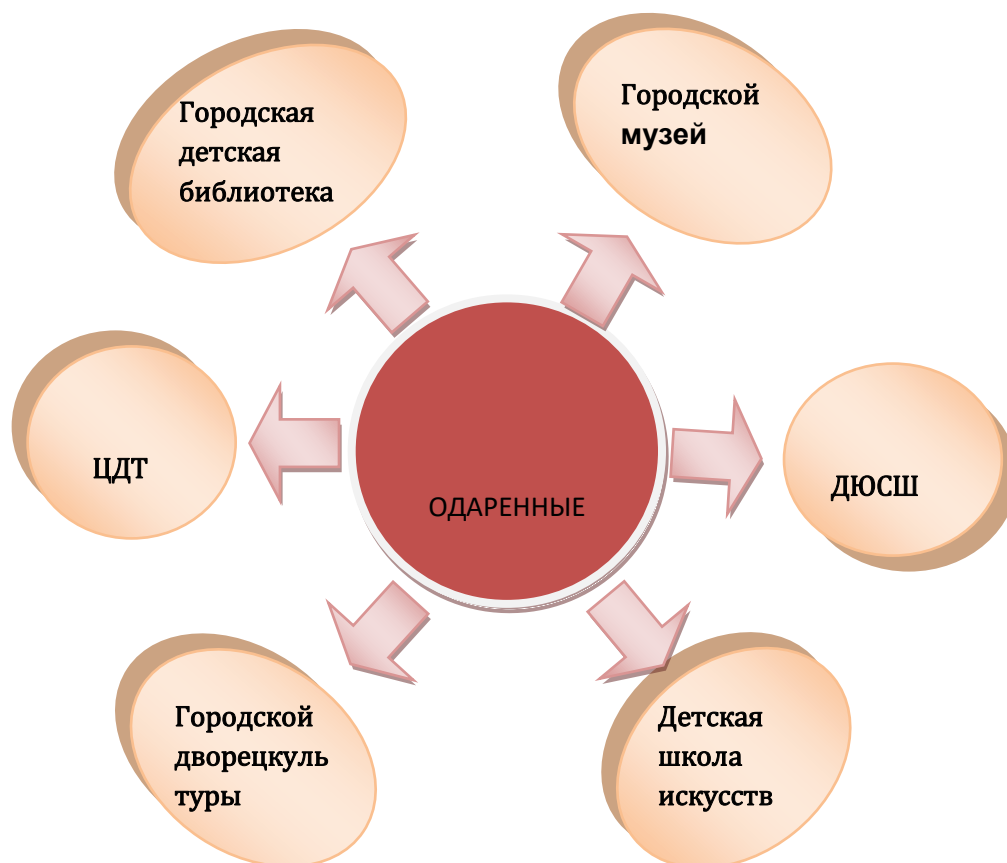 Городская
детская
библиотека
Городской
музей
ЦДТ
ОДАРЕННЫЕ
ДЮСШ
Городской
дворецкуль
туры
Детская
школа
искусств